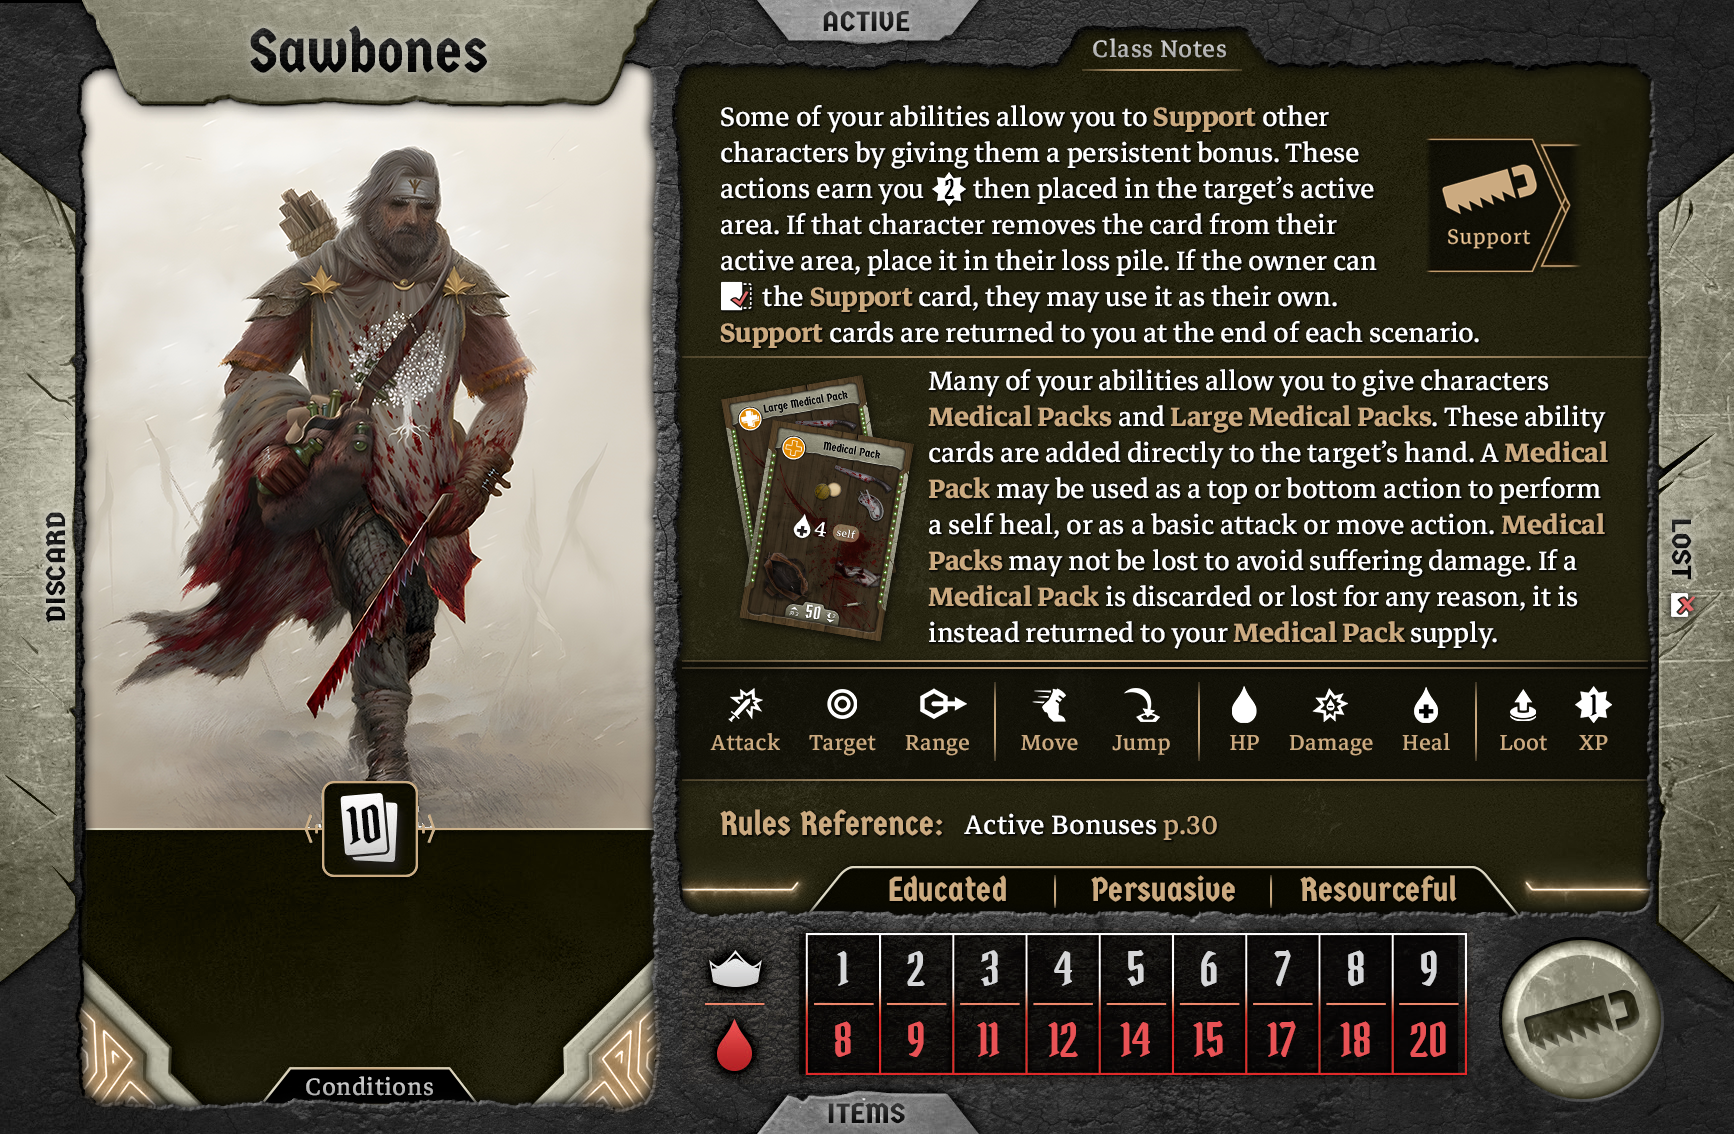 Sawbones
ACTIVE
Class Notes
Some of your abilities allow you to Support other
characters by giving them a persistent bonus. These
actions earn you 2 then placed in the target's active
area. If that character removes the card from their
active area, place it in their loss pile. If the owner can
the Support card, they may use it as their own.
Support cards are returned to you at the end of each scenario.
Support
Large Medical Pack
Medical Pack
4 self
50
Many of your abilities allow you to give characters
Medical Packs and Large Medical Packs. These ability
cards are added directly to the target's hand. A Medical
Pack may be used as a top or bottom action to perform
a self heal, or as a basic attack or move action. Medical
Packs may not be lost to avoid suffering damage. If a
Medical Pack is discarded or lost for any reason, it is
instead returned to your Medical Pack supply.
1
Attack Target Range Move Jump HP Damage Heal Loot XP
Rules Reference: Active Bonuses p.30
Educated Persuasive Resourceful
1 2 3 4 5 6 7 8 9
8 9 11 12 14 15 17 18 20
10
Conditions
DISCARD
LOST
ITEMS